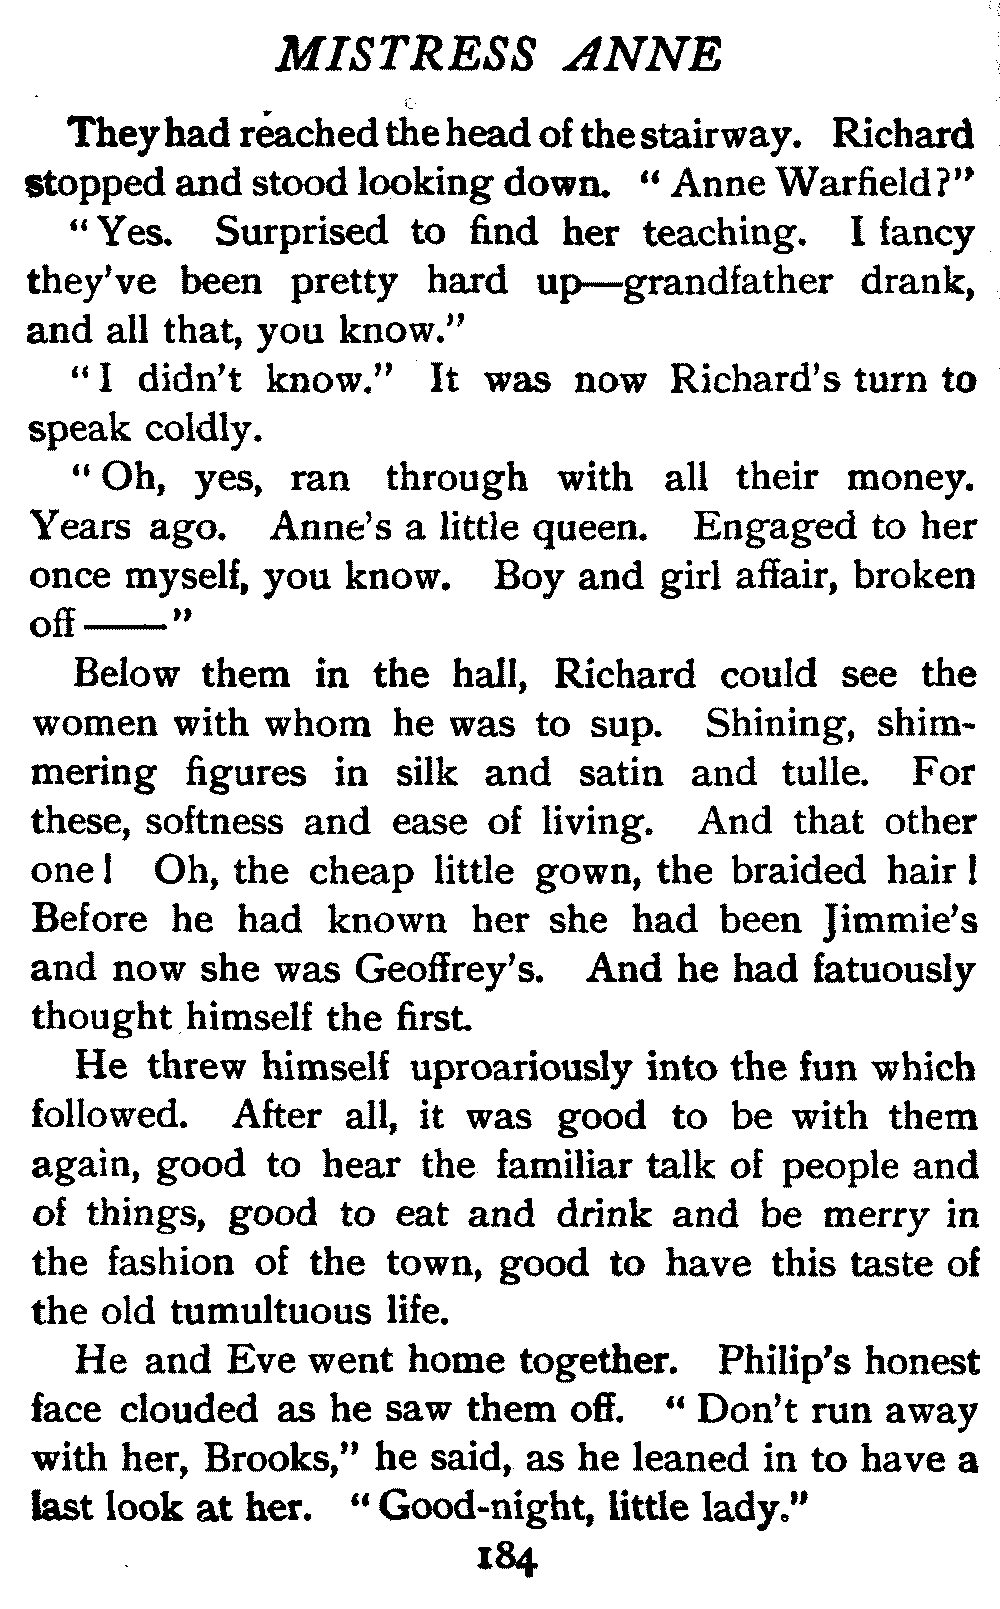 MISTRESS ANNE
They had reached the head of the stairway. Richard
stopped and stood looking down. "Anne Warfield?"
"Yes. Surprised to find her teaching. I fancy
they've been pretty hard up—grandfather drank,
and all that, you know."
"I didn't know." It was now Richard's turn to
speak coldly.
"Oh, yes, ran through with all their money.
Years ago. Anne's a little queen. Engaged to her
once myself, you know. Boy and girl affair, broken
off——"
Below them in the hall, Richard could see the
women with whom he was to sup. Shining, shim-
mering figures in silk and satin and tulle. For
these, softness and ease of living. And that other
one! Oh, the cheap little gown, the braided hair!
Before he had known her she had been Jimmie's
and now she was Geoffrey's. And he had fatuously
thought himself the first.
He threw himself uproariously into the fun which
followed. After all, it was good to be with them
again, good to hear the familiar talk of people and
of things, good to eat and drink and be merry in
the fashion of the town, good to have this taste of
the old tumultuous life.
He and Eve went home together. Philip's honest
face clouded as he saw them off. "Don't run away
with her, Brooks," he said, as he leaned in to have a
last look at her. "Good-night, little lady."
184